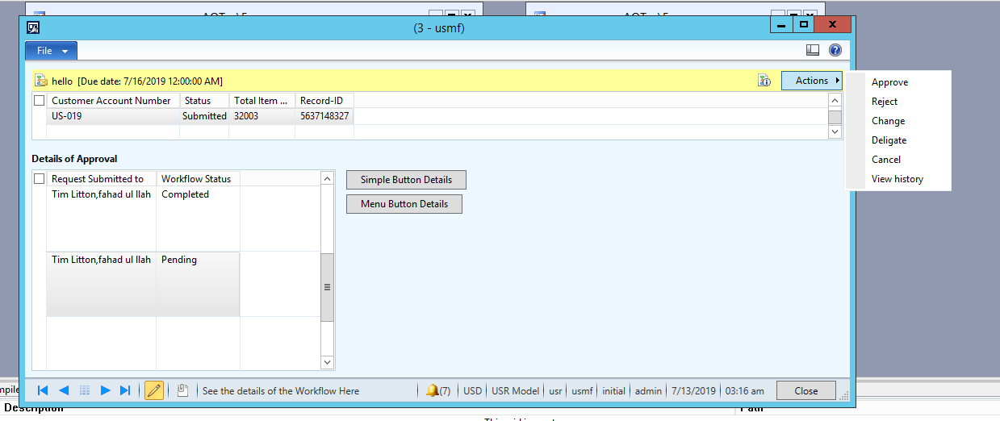 (3 - usmf)
File
hello [Due date: 7/16/2019 12:00:00 AM]
Actions
Approve
Reject
Change
Deligate
Cancel
View history
Customer Account Number Status Total Item ... Record-ID
US-019 Submitted 32003 5637148327
Details of Approval
Request Submitted to Workflow Status
Tim Litton,fahad ul llah Completed
Tim Litton,fahad ul llah Pending
Simple Button Details
Menu Button Details
See the details of the Workflow Here
(7) USD USR Model usr usmf initial admin 7/13/2019 03:16 am Close
mpile
Description